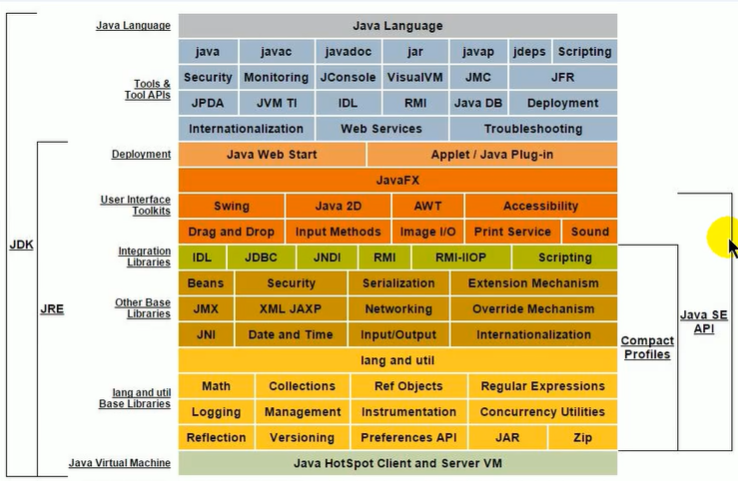 Java Language Java Language
java javac javadoc jar javap jdeps Scripting
Security Monitoring JConsole VisualVM JMC JFR
Tools &
Tool APIs
JPDA JVM TI IDL RMI Java DB Deployment
Internationalization Web Services Troubleshooting
Deployment Java Web Start Applet / Java Plug-in
JavaFX
User Interface
Toolkits
Swing Java 2D AWT Accessibility
Drag and Drop Input Methods Image I/O Print Service Sound
Integration
Libraries
IDL JDBC JNDI RMI RMI-IIOP Scripting
JDK
Beans Security Serialization Extension Mechanism
Other Base
Libraries
JMX XML JAXP Networking Override Mechanism
JRE
Java SE
API
JNI Date and Time Input/Output Internationalization
Compact
Profiles
lang and util
lang and util
Base Libraries
Math Collections Ref Objects Regular Expressions
Logging Management Instrumentation Concurrency Utilities
Reflection Versioning Preferences API JAR Zip
Java Virtual Machine Java HotSpot Client and Server VM